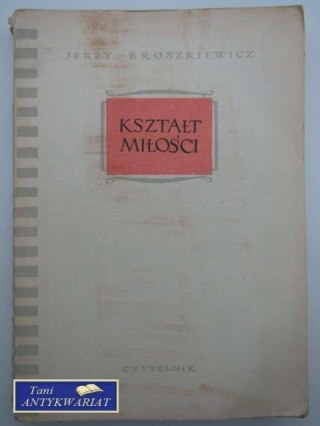 JERZY BROSZKIEWICZ
KSZTAŁT
MIŁOŚCI
CZYTELNIK
Tani
ANTYKWARIAT